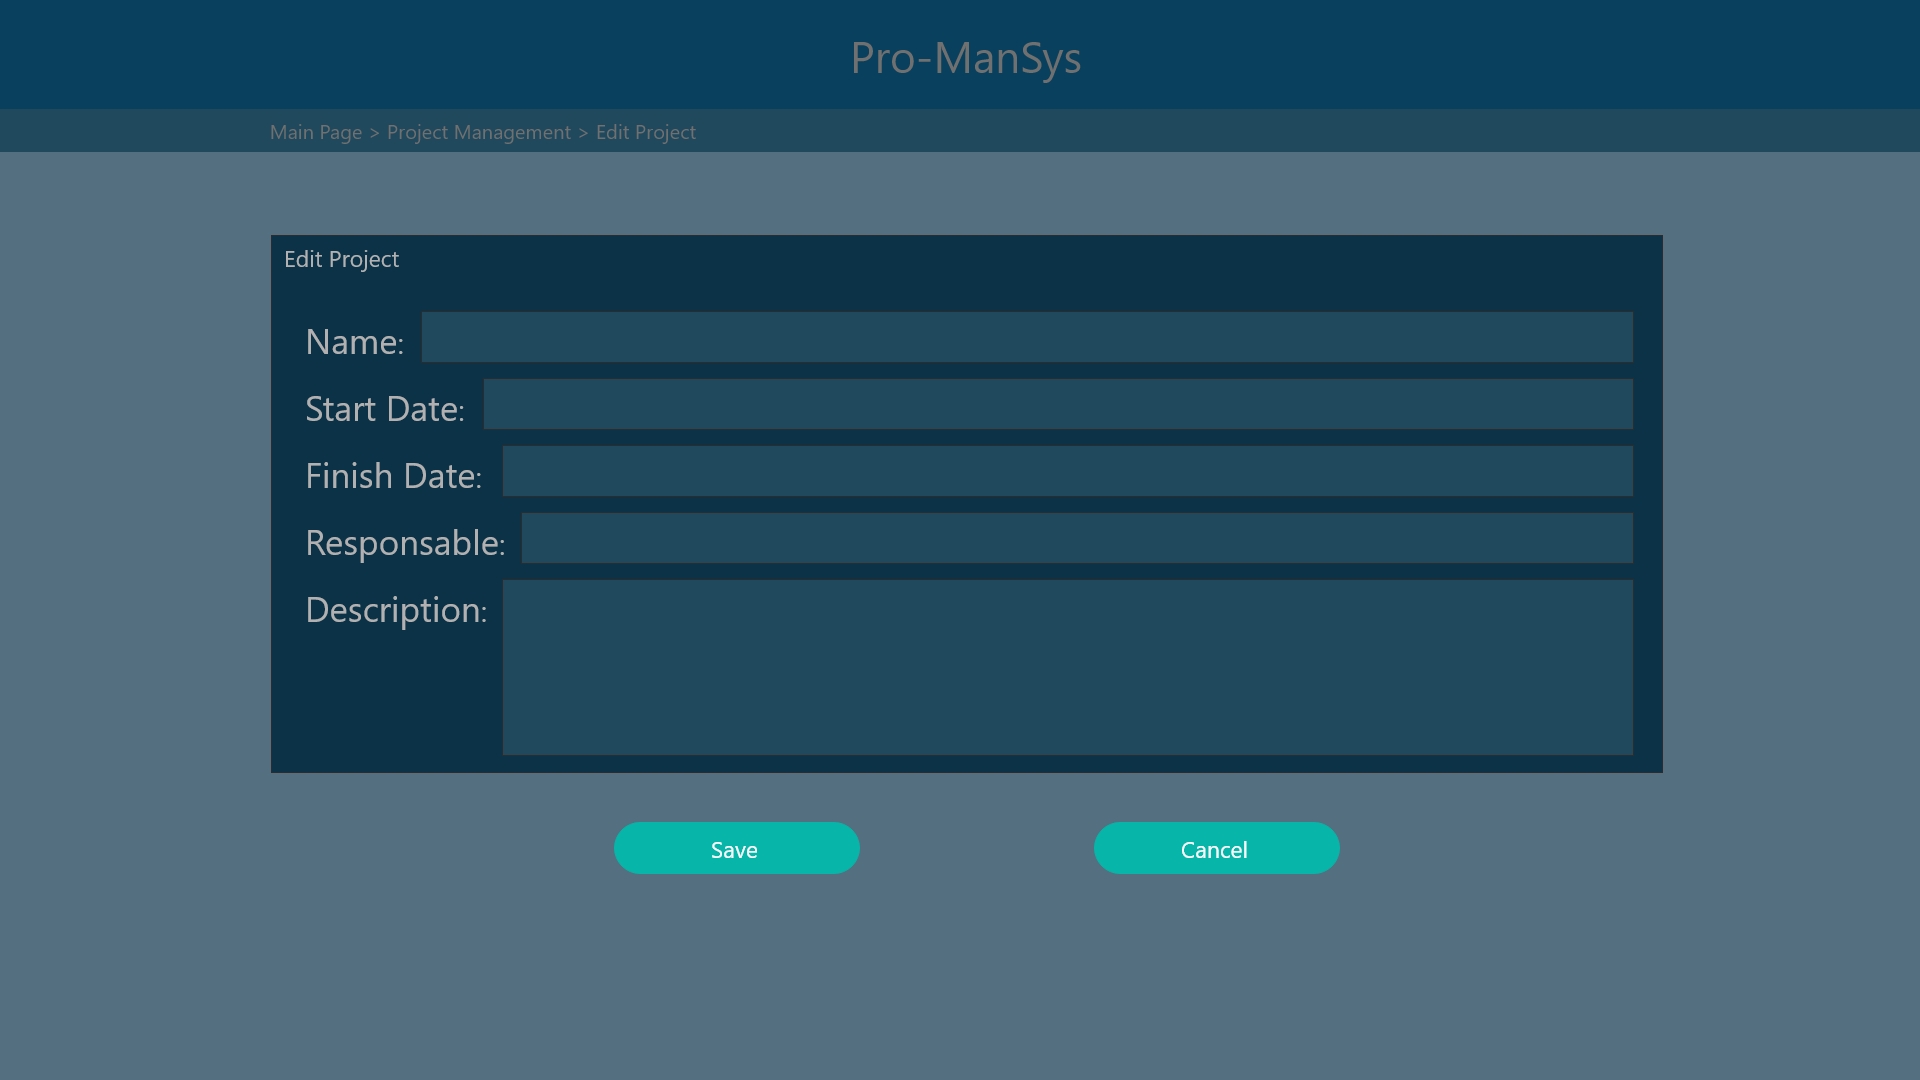 Pro-ManSys
Main Page > Project Management > Edit Project
Edit Project
Name:
Start Date:
Finish Date:
Responsable:
Description:
Save
Cancel